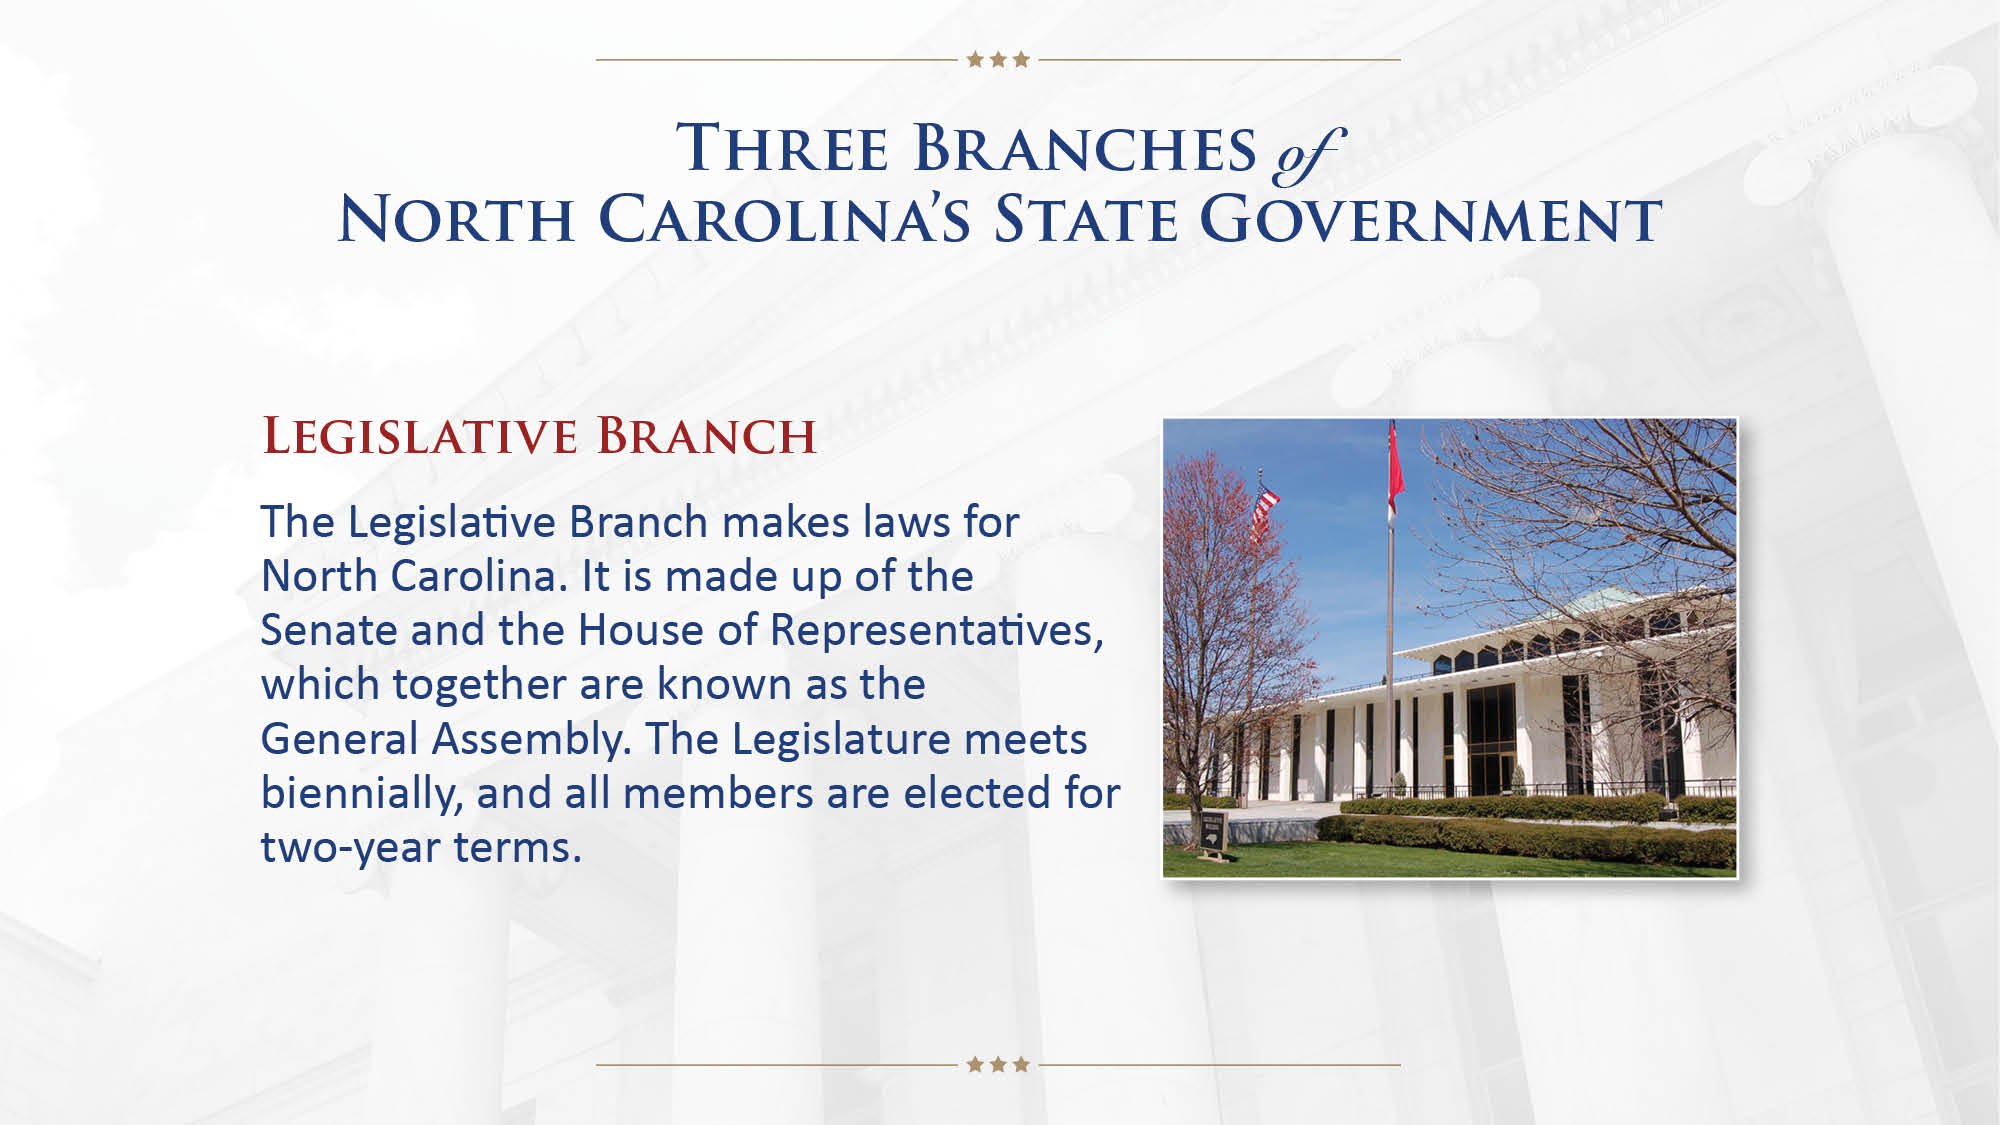 Three Branches of
North Carolina’s State Government
Legislative Branch
The Legislative Branch makes laws for
North Carolina. It is made up of the
Senate and the House of Representatives,
which together are known as the
General Assembly. The Legislature meets
biennially, and all members are elected for
two-year terms.
LEGISLATIVE
BUILDING